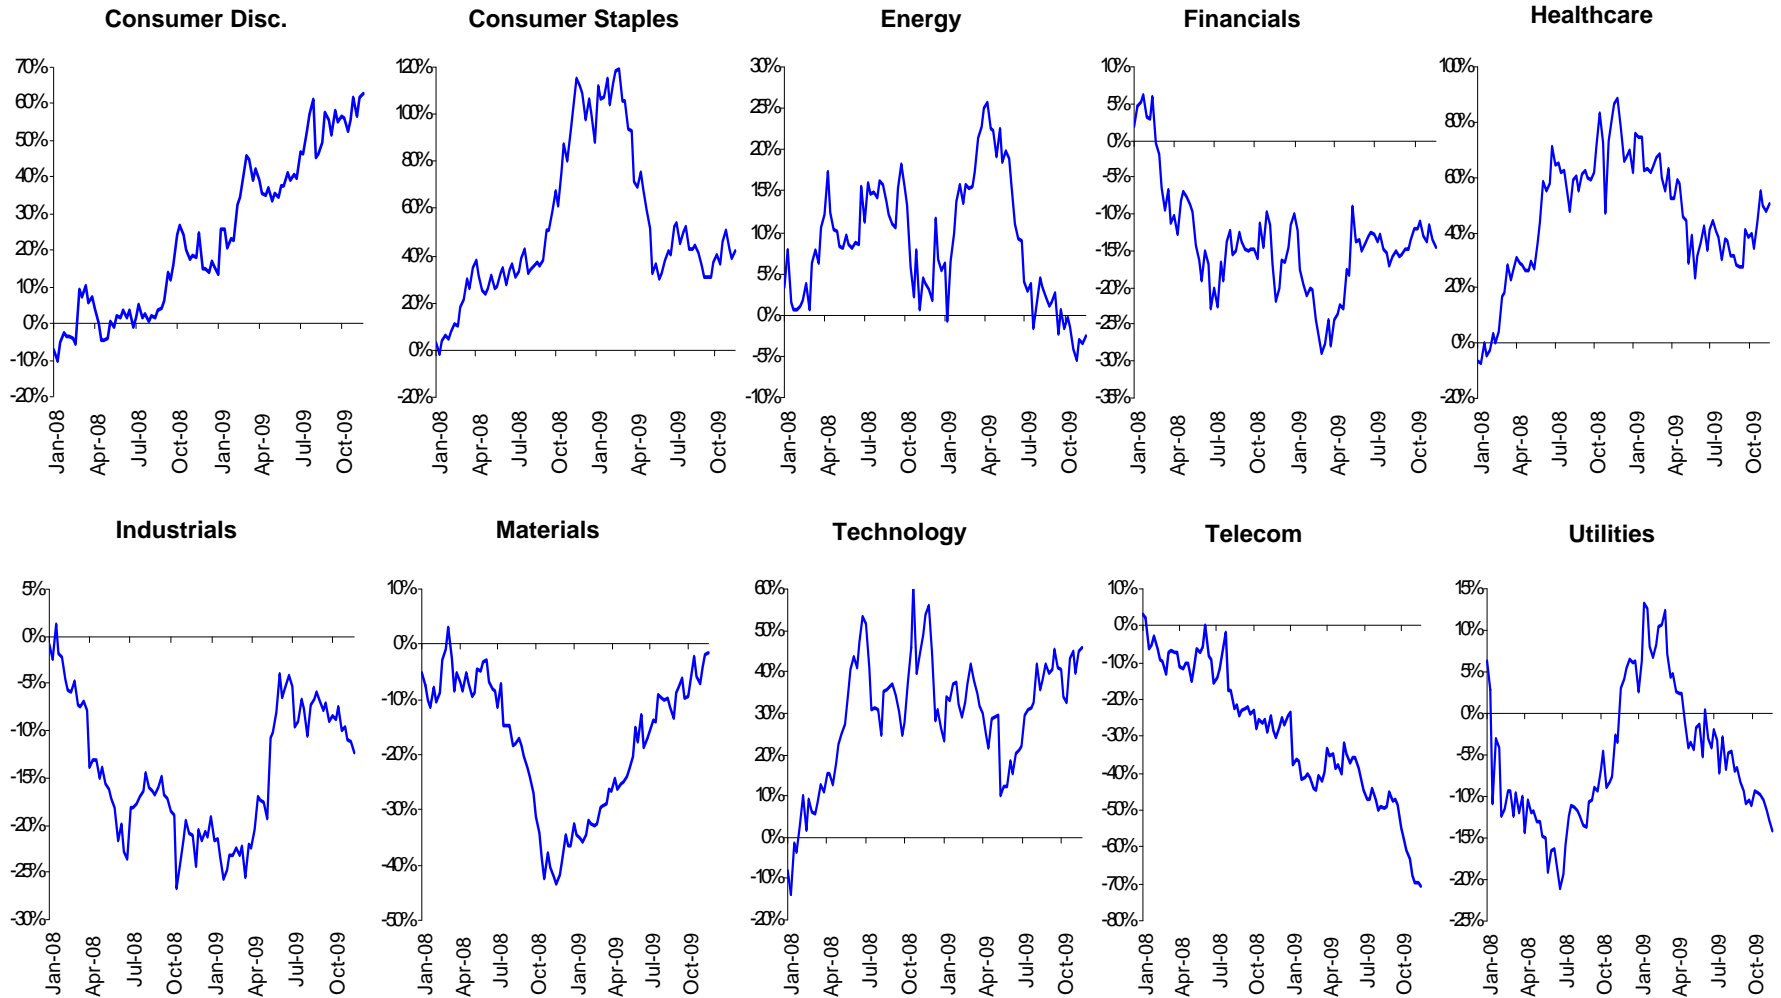 Consumer Disc.
70%
60%
50%
40%
30%
20%
10%
0%
-10%
-20%
Jan-08
Apr-08
Jul-08
Oct-08
Jan-09
Apr-09
Jul-09
Oct-09
Consumer Staples
120%
100%
80%
60%
40%
20%
0%
-20%
Jan-08
Apr-08
Jul-08
Oct-08
Jan-09
Apr-09
Jul-09
Oct-09
Energy
30%
25%
20%
15%
10%
5%
0%
-5%
-10%
Jan-08
Apr-08
Jul-08
Oct-08
Jan-09
Apr-09
Jul-09
Oct-09
Financials
10%
5%
0%
-5%
-10%
-15%
-20%
-25%
-30%
-35%
Jan-08
Apr-08
Jul-08
Oct-08
Jan-09
Apr-09
Jul-09
Oct-09
Healthcare
100%
80%
60%
40%
20%
0%
-20%
Jan-08
Apr-08
Jul-08
Oct-08
Jan-09
Apr-09
Jul-09
Oct-09
Industrials
5%
0%
-5%
-10%
-15%
-20%
-25%
-30%
Jan-08
Apr-08
Jul-08
Oct-08
Jan-09
Apr-09
Jul-09
Oct-09
Materials
10%
0%
-10%
-20%
-30%
-40%
-50%
Jan-08
Apr-08
Jul-08
Oct-08
Jan-09
Apr-09
Jul-09
Oct-09
Technology
60%
50%
40%
30%
20%
10%
0%
-10%
-20%
Jan-08
Apr-08
Jul-08
Oct-08
Jan-09
Apr-09
Jul-09
Oct-09
Telecom
10%
0%
-10%
-20%
-30%
-40%
-50%
-60%
-70%
-80%
Jan-08
Apr-08
Jul-08
Oct-08
Jan-09
Apr-09
Jul-09
Oct-09
Utilities
15%
10%
5%
0%
-5%
-10%
-15%
-20%
-25%
Jan-08
Apr-08
Jul-08
Oct-08
Jan-09
Apr-09
Jul-09
Oct-09